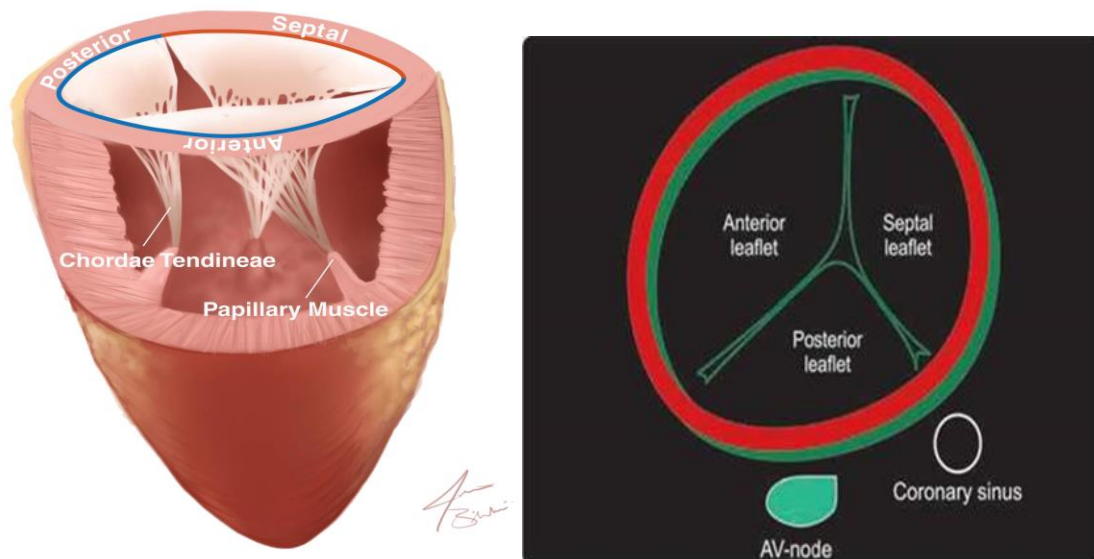 Posterior
Septal
Anterior
Chordae Tendineae
Papillary Muscle
Anterior
leaflet
Septal
leaflet
Posterior
leaflet
Coronary sinus
AV-node